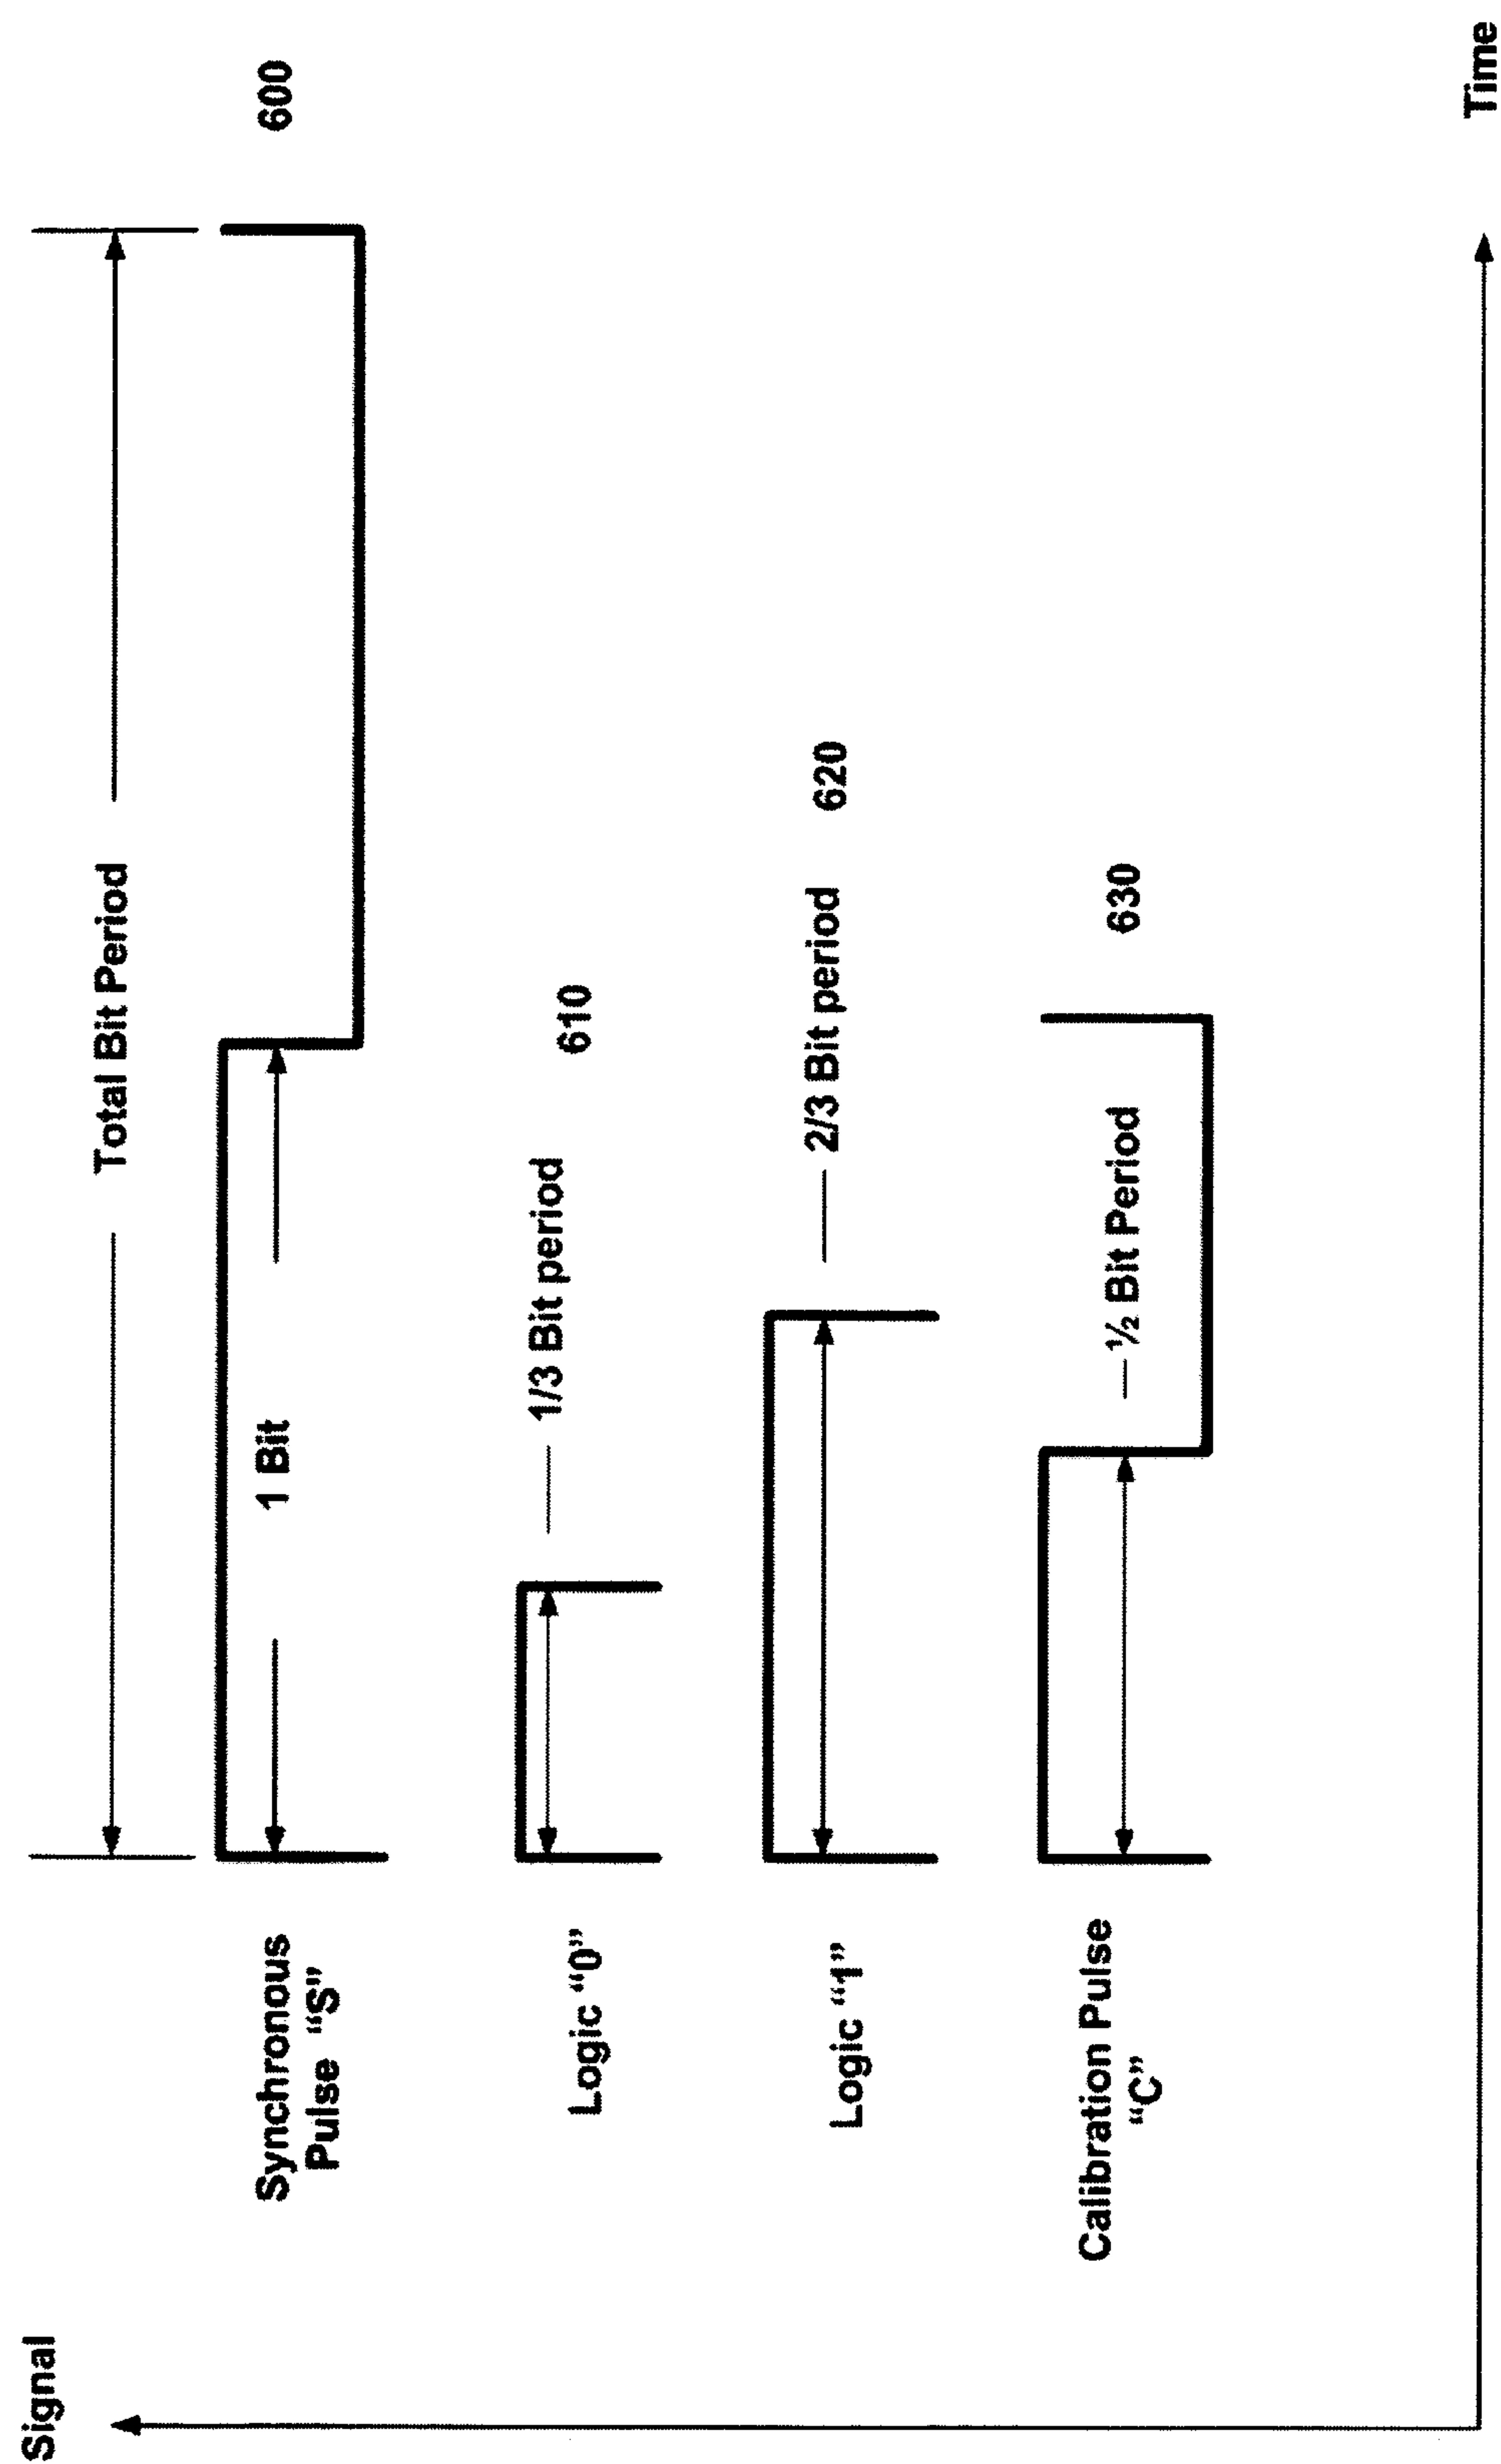 Signal
Total Bit Period
Synchronous
Pulse “S”
1 Bit
600
Logic “0”
1/3 Bit period
610
Logic “1”
2/3 Bit period
620
Calibration Pulse
“C”
½ Bit Period
630
Time